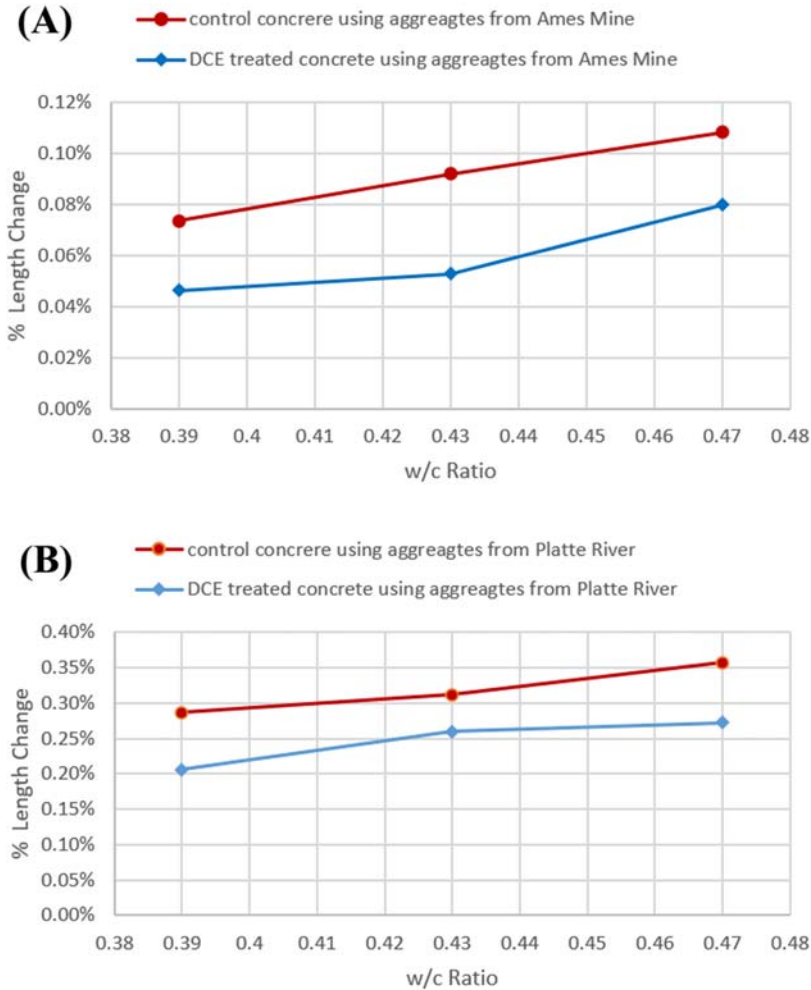 (A)
control concrere using aggreagtes from Ames Mine
DCE treated concrete using aggreagtes from Ames Mine
0.12%
0.10%
0.08%
0.06%
0.04%
0.02%
0.00%
% Length Change
0.38 0.39 0.4 0.41 0.42 0.43 0.44 0.45 0.46 0.47 0.48
w/c Ratio
(B)
control concrere using aggreagtes from Platte River
DCE treated concrete using aggreagtes from Platte River
0.40%
0.35%
0.30%
0.25%
0.20%
0.15%
0.10%
0.05%
0.00%
% Length Change
0.38 0.39 0.4 0.41 0.42 0.43 0.44 0.45 0.46 0.47 0.48
w/c Ratio